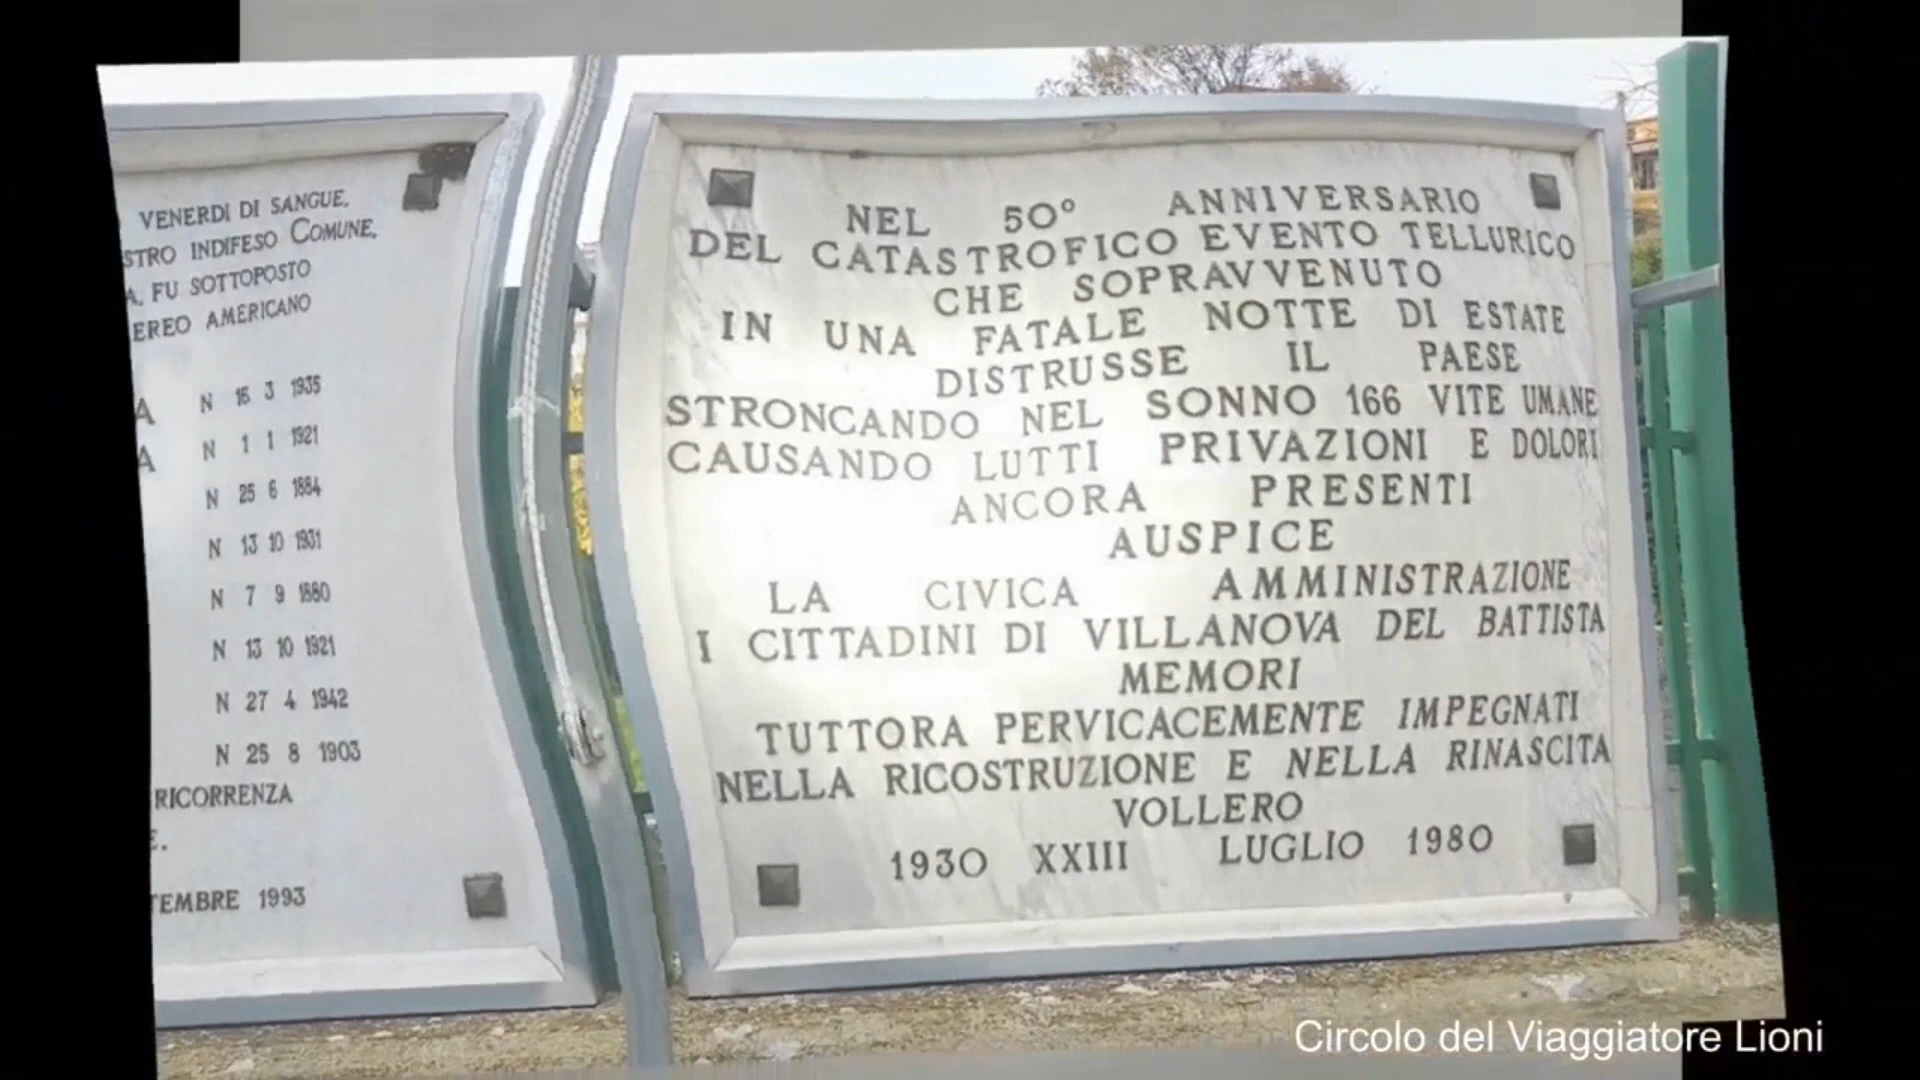 VENERDI DI SANGUE,
STRO INDIFESO COMUNE,
A, FU SOTTOPOSTO
EREO AMERICANO
A N 16 3 1935
A N 1 1 1921
N 25 6 1884
N 13 10 1931
N 7 9 1880
N 13 10 1921
N 27 4 1942
N 25 8 1903
RICORRENZA
E.
TEMBRE 1993
NEL 50° ANNIVERSARIO
DEL CATASTROFICO EVENTO TELLURICO
CHE SOPRAVVENUTO
IN UNA FATALE NOTTE DI ESTATE
DISTRUSSE IL PAESE
STRONCANDO NEL SONNO 166 VITE UMANE
CAUSANDO LUTTI PRIVAZIONI E DOLORI
ANCORA PRESENTI
AUSPICE
LA CIVICA AMMINISTRAZIONE
I CITTADINI DI VILLANOVA DEL BATTISTA
MEMORI
TUTTORA PERVICACEMENTE IMPEGNATI
NELLA RICOSTRUZIONE E NELLA RINASCITA
VOLLERO
1930 XXIII LUGLIO 1980
Circolo del Viaggiatore Lioni